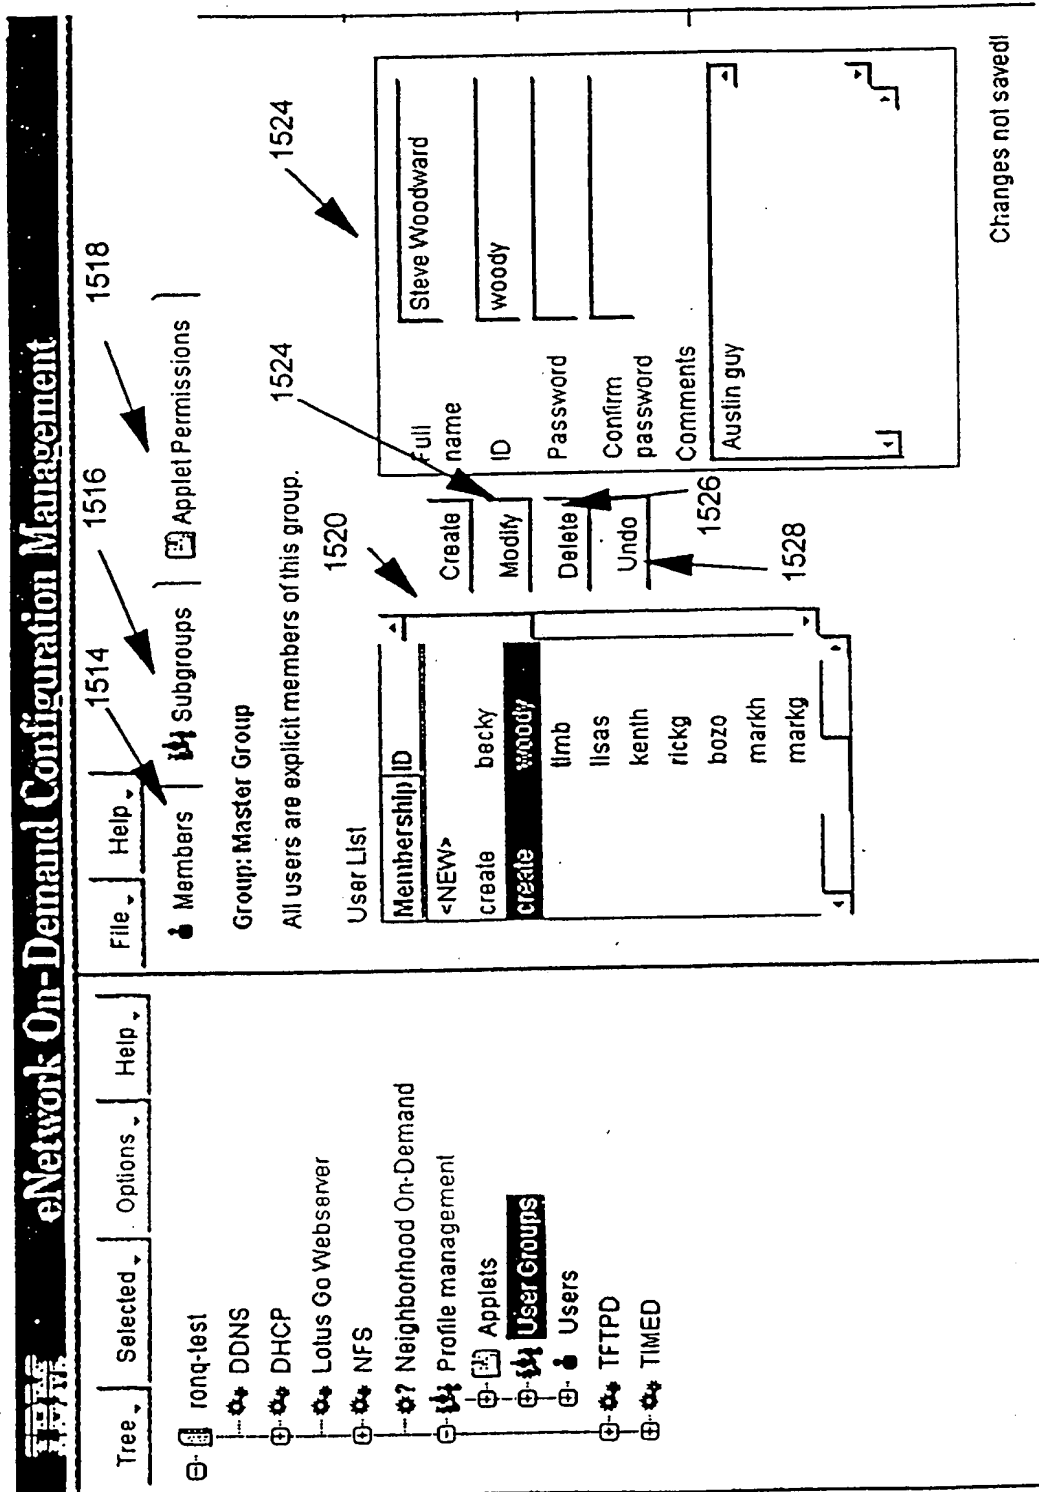 IBM eNetwork On-Demand Configuration Management
Tree Selected Options Help
ronq-test
DDNS
DHCP
Lotus Go Webserver
NFS
? Neighborhood On-Demand
Profile management
Applets
User Groups
Users
TFTPD
TIMED
File Help
1514
1516
1518
Members Subgroups Applet Permissions
Group: Master Group
All users are explicit members of this group.
User List
1520
Membership ID
<NEW>
create becky
create woody
timb
lisas
kenth
rickg
bozo
markh
markg
1524
Create
Modify
Delete
Undo
1526
1528
1524
Full name Steve Woodward
ID woody
Password
Confirm password
Comments
Austin guy
Changes not saved!